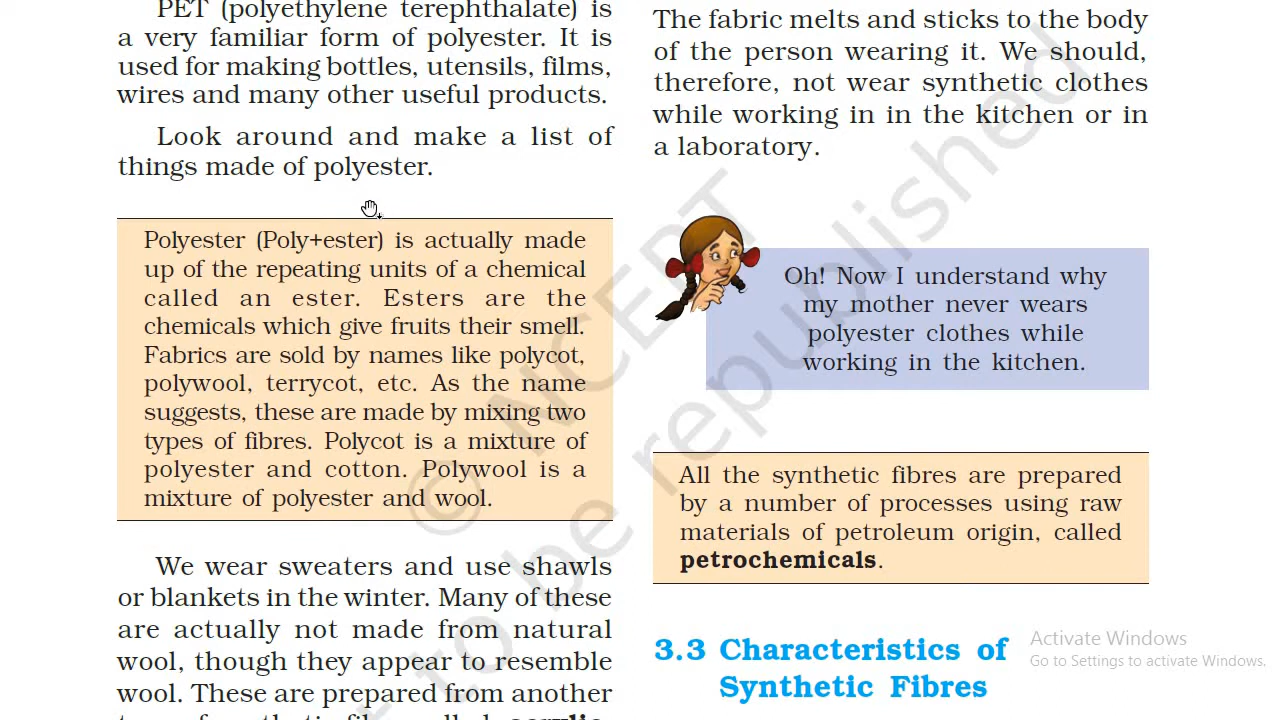 PET (polyethylene terephthalate) is
a very familiar form of polyester. It is
used for making bottles, utensils, films,
wires and many other useful products.
Look around and make a list of
things made of polyester.
Polyester (Poly+ester) is actually made
up of the repeating units of a chemical
called an ester. Esters are the
chemicals which give fruits their smell.
Fabrics are sold by names like polycot,
polywool, terrycot, etc. As the name
suggests, these are made by mixing two
types of fibres. Polycot is a mixture of
polyester and cotton. Polywool is a
mixture of polyester and wool.
We wear sweaters and use shawls
or blankets in the winter. Many of these
are actually not made from natural
wool, though they appear to resemble
wool. These are prepared from another
The fabric melts and sticks to the body
of the person wearing it. We should,
therefore, not wear synthetic clothes
while working in in the kitchen or in
a laboratory.
Oh! Now I understand why
my mother never wears
polyester clothes while
working in the kitchen.
All the synthetic fibres are prepared
by a number of processes using raw
materials of petroleum origin, called
petrochemicals.
3.3 Characteristics of
Synthetic Fibres
Activate Windows
Go to Settings to activate Windows.
© NCERT
to be republished